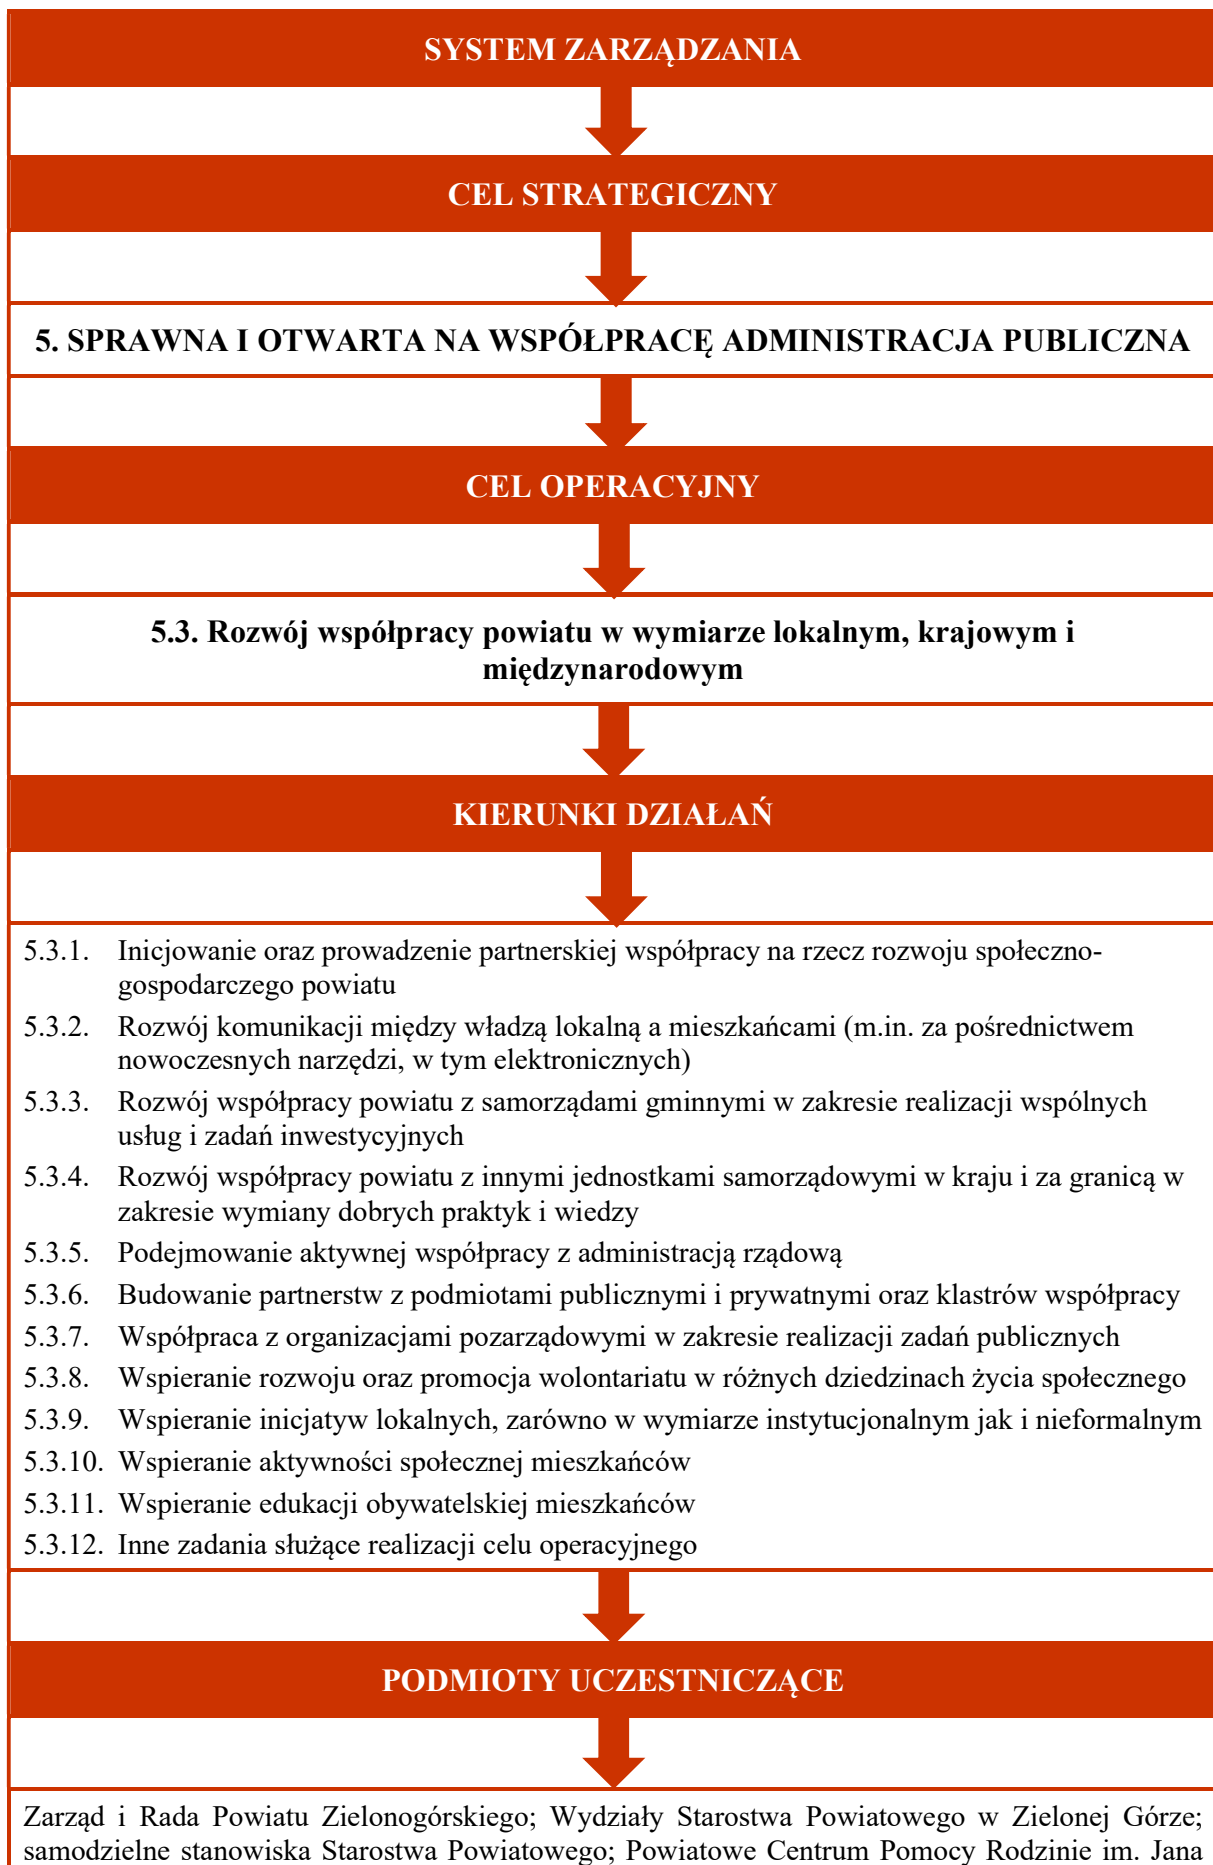 SYSTEM ZARZĄDZANIA
CEL STRATEGICZNY
5. SPRAWNA I OTWARTA NA WSPÓŁPRACĘ ADMINISTRACJA PUBLICZNA
CEL OPERACYJNY
5.3. Rozwój współpracy powiatu w wymiarze lokalnym, krajowym i
międzynarodowym
KIERUNKI DZIAŁAŃ
5.3.1. Inicjowanie oraz prowadzenie partnerskiej współpracy na rzecz rozwoju społeczno-
gospodarczego powiatu
5.3.2. Rozwój komunikacji między władzą lokalną a mieszkańcami (m.in. za pośrednictwem
nowoczesnych narzędzi, w tym elektronicznych)
5.3.3. Rozwój współpracy powiatu z samorządami gminnymi w zakresie realizacji wspólnych
usług i zadań inwestycyjnych
5.3.4. Rozwój współpracy powiatu z innymi jednostkami samorządowymi w kraju i za granicą w
zakresie wymiany dobrych praktyk i wiedzy
5.3.5. Podejmowanie aktywnej współpracy z administracją rządową
5.3.6. Budowanie partnerstw z podmiotami publicznymi i prywatnymi oraz klastrów współpracy
5.3.7. Współpraca z organizacjami pozarządowymi w zakresie realizacji zadań publicznych
5.3.8. Wspieranie rozwoju oraz promocja wolontariatu w różnych dziedzinach życia społecznego
5.3.9. Wspieranie inicjatyw lokalnych, zarówno w wymiarze instytucjonalnym jak i nieformalnym
5.3.10. Wspieranie aktywności społecznej mieszkańców
5.3.11. Wspieranie edukacji obywatelskiej mieszkańców
5.3.12. Inne zadania służące realizacji celu operacyjnego
PODMIOTY UCZESTNICZĄCE
Zarząd i Rada Powiatu Zielonogórskiego; Wydziały Starostwa Powiatowego w Zielonej Górze;
samodzielne stanowiska Starostwa Powiatowego; Powiatowe Centrum Pomocy Rodzinie im. Jana